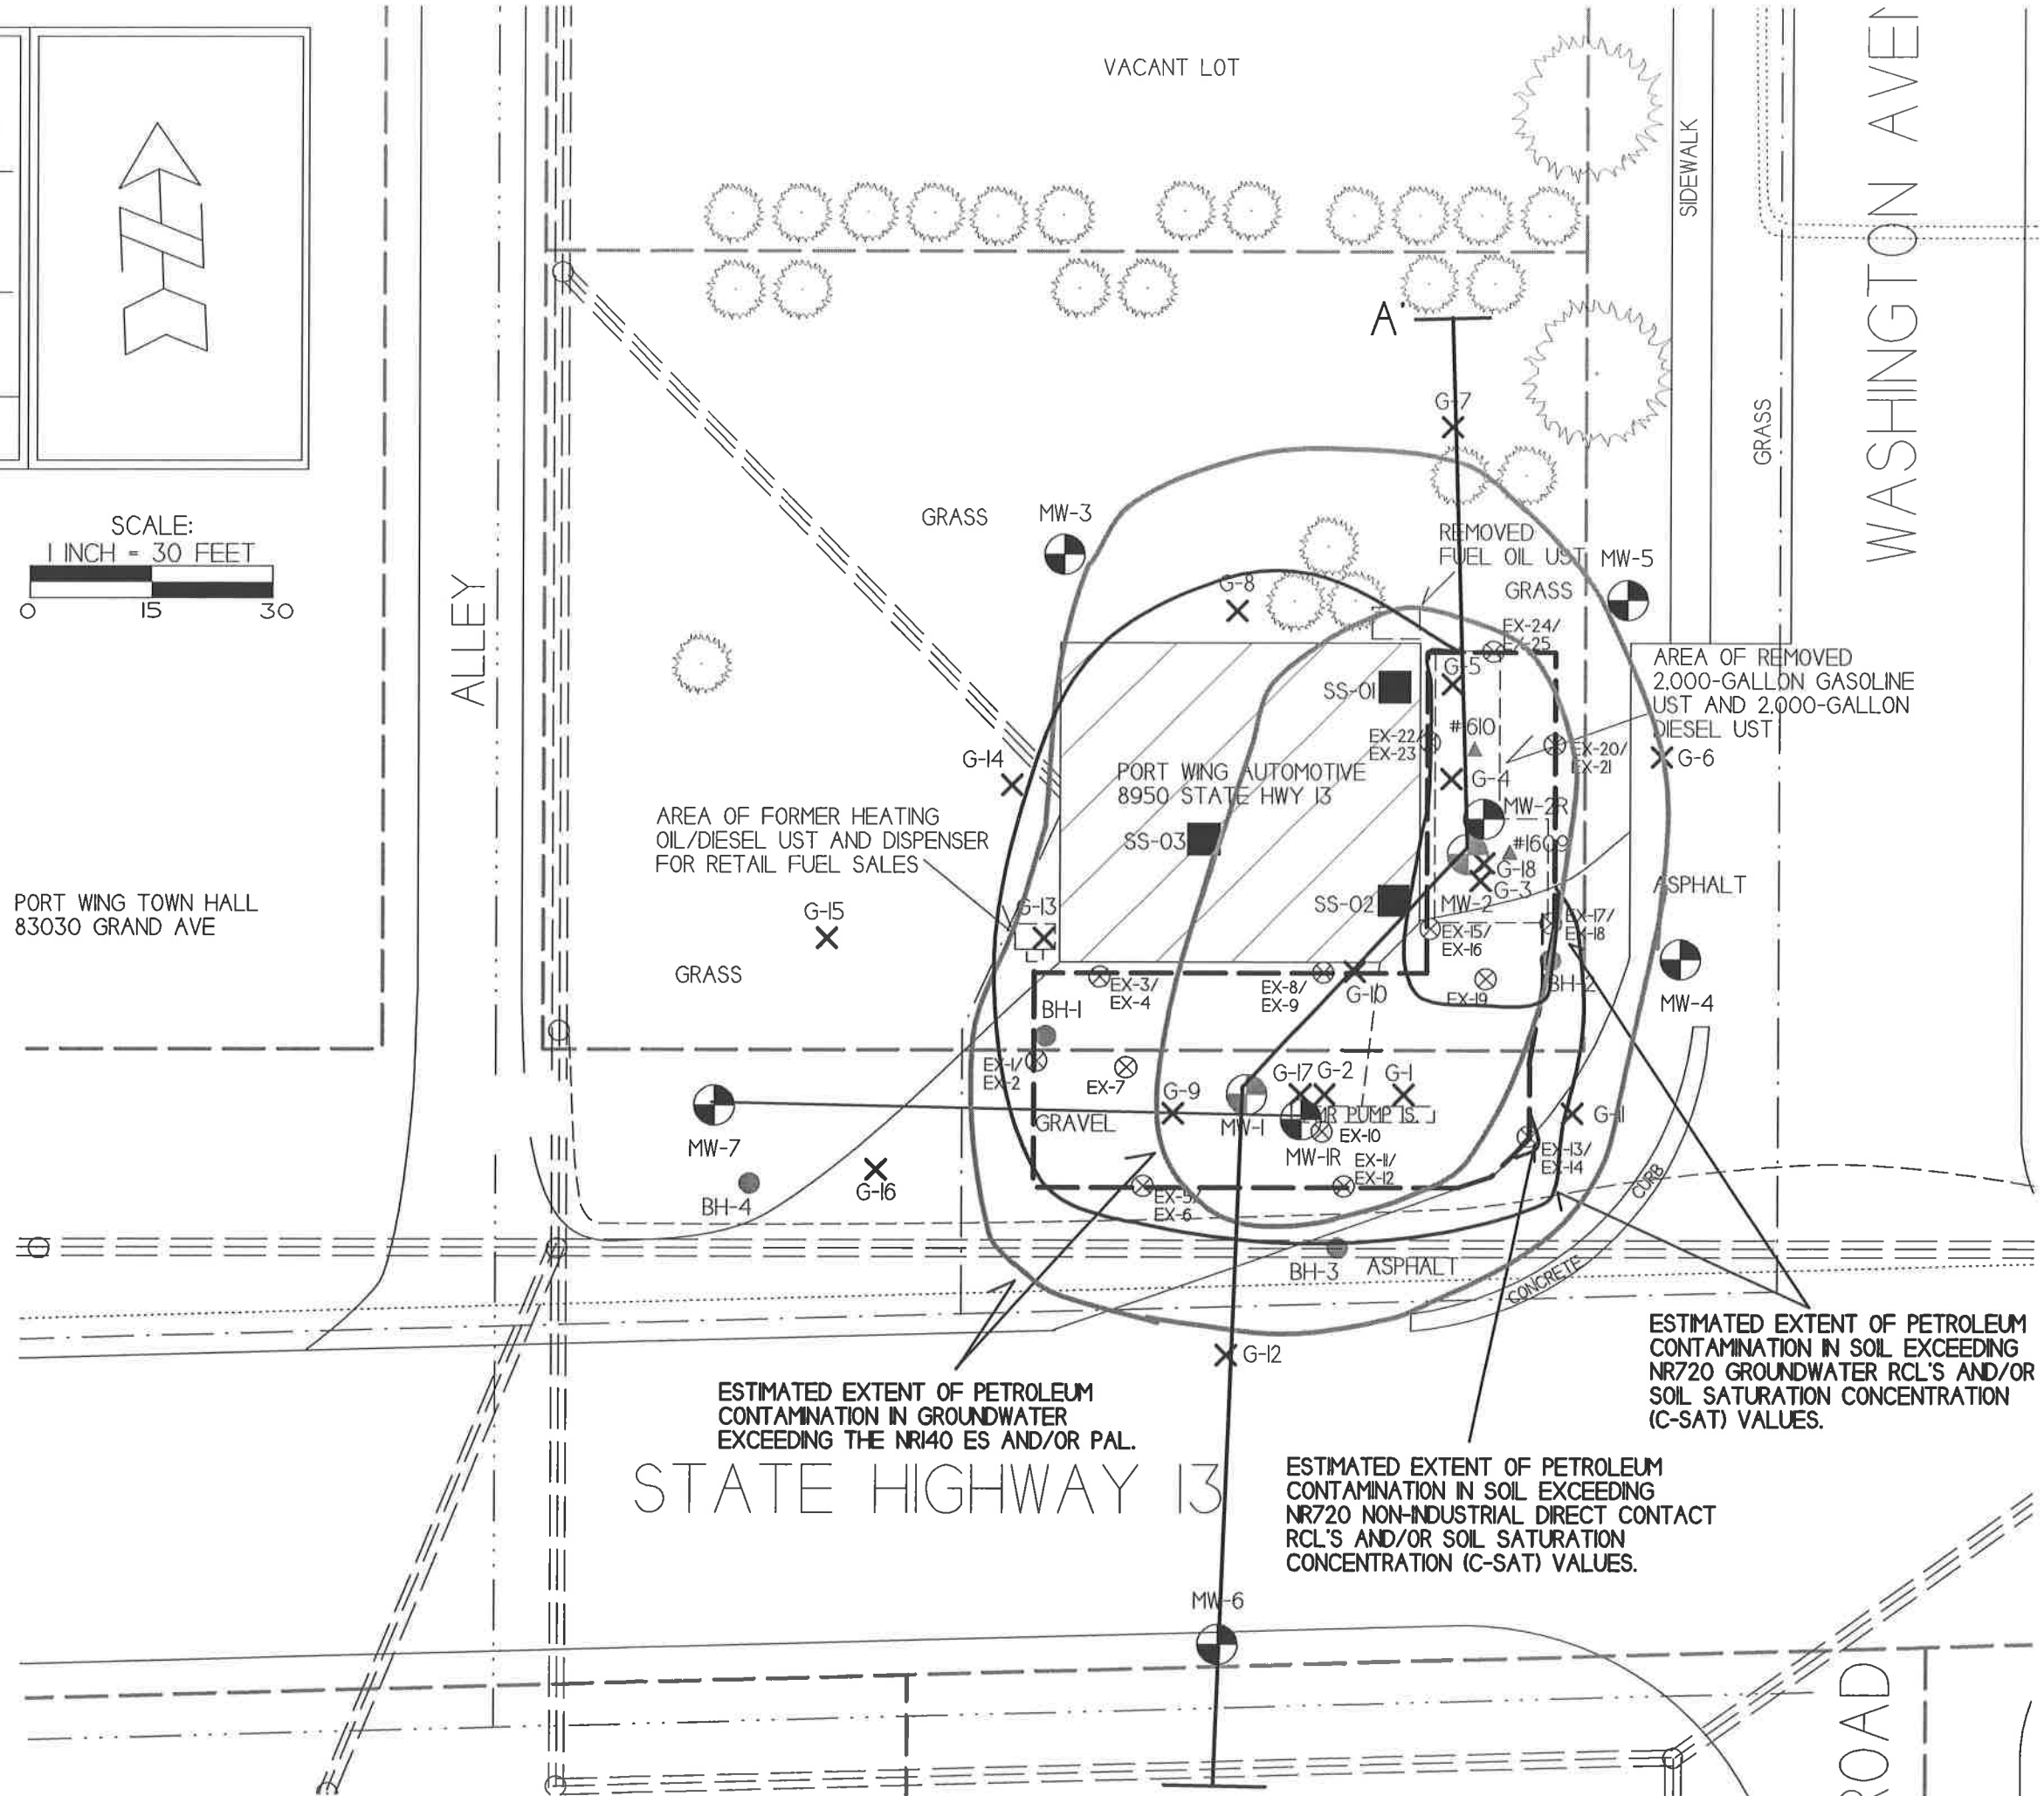 VACANT LOT
WASHINGTON AVEN
SIDEWALK
A'
G-7
GRASS
SCALE:
1 INCH = 30 FEET
0 15 30
GRASS
MW-3
REMOVED
FUEL OIL UST
MW-5
GRASS
ALLEY
G-8
EX-24/
EX-25
AREA OF REMOVED
2,000-GALLON GASOLINE
UST AND 2,000-GALLON
DIESEL UST
G-5
SS-01
#610
EX-22/
EX-23
EX-20/
EX-21
G-6
G-14
PORT WING AUTOMOTIVE
8950 STATE HWY 13
G-4
MW-2R
AREA OF FORMER HEATING
OIL/DIESEL UST AND DISPENSER
FOR RETAIL FUEL SALES
SS-03
#1609
G-18
G-3
ASPHALT
PORT WING TOWN HALL
83030 GRAND AVE
G-15
G-13
SS-02
MW-2
EX-17/
EX-18
EX-15/
EX-16
GRASS
EX-3/
EX-4
EX-8/
EX-9
G-10
EX-19
BH-2
MW-4
BH-1
EX-1/
EX-2
EX-7
G-9
G-17
G-2
G-1
GRAVEL
MW-1
PUMP IS.
G-11
EX-10
MW-7
MW-1R
EX-11/
EX-12
EX-13/
EX-14
G-16
BH-4
EX-5/
EX-6
CURB
BH-3
ASPHALT
CONCRETE
G-12
ESTIMATED EXTENT OF PETROLEUM
CONTAMINATION IN SOIL EXCEEDING
NR720 GROUNDWATER RCL'S AND/OR
SOIL SATURATION CONCENTRATION
(C-SAT) VALUES.
ESTIMATED EXTENT OF PETROLEUM
CONTAMINATION IN GROUNDWATER
EXCEEDING THE NR140 ES AND/OR PAL.
STATE HIGHWAY 13
ESTIMATED EXTENT OF PETROLEUM
CONTAMINATION IN SOIL EXCEEDING
NR720 NON-INDUSTRIAL DIRECT CONTACT
RCL'S AND/OR SOIL SATURATION
CONCENTRATION (C-SAT) VALUES.
MW-6
ROAD